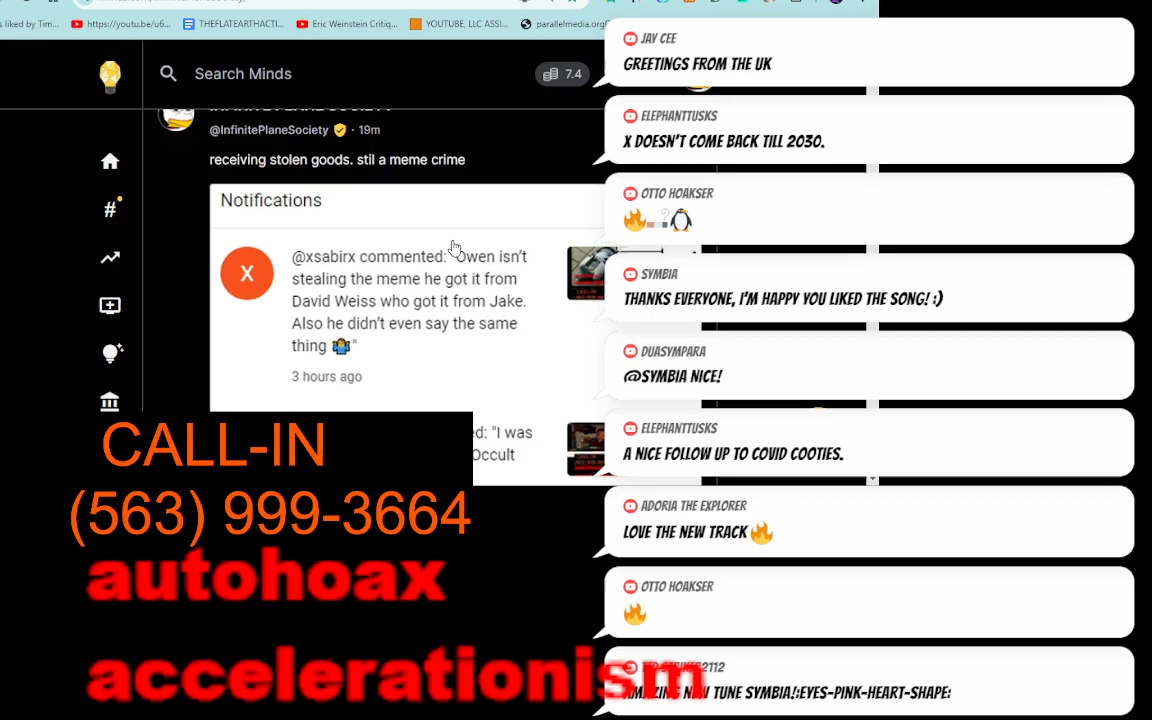 s liked by Tim...
https://youtu.be/u6...
THEFLATEARTHACTI...
Eric Weinstein Critiq...
YOUTUBE, LLC ASSI...
parallelmedia.org
Search Minds
7.4
@InfinitePlaneSociety · 19m
receiving stolen goods. stil a meme crime
Notifications
X
@xsabirx commented: "Owen isn't
stealing the meme he got it from
David Weiss who got it from Jake.
Also he didn't even say the same
thing 🤷"
3 hours ago
ed: "I was
Occult
CALL-IN
(563) 999-3664
autohoax
accelerationism
JAY CEE
GREETINGS FROM THE UK
ELEPHANTTUSKS
X DOESN'T COME BACK TILL 2030.
OTTO HOAKSER
🔥🐧
SYMBIA
THANKS EVERYONE, I'M HAPPY YOU LIKED THE SONG! :)
DUASYMPARA
@SYMBIA NICE!
ELEPHANTTUSKS
A NICE FOLLOW UP TO COVID COOTIES.
ADORIA THE EXPLORER
LOVE THE NEW TRACK🔥
OTTO HOAKSER
🔥
AMAZING NEW TUNE SYMBIA!:EYES-PINK-HEART-SHAPE: